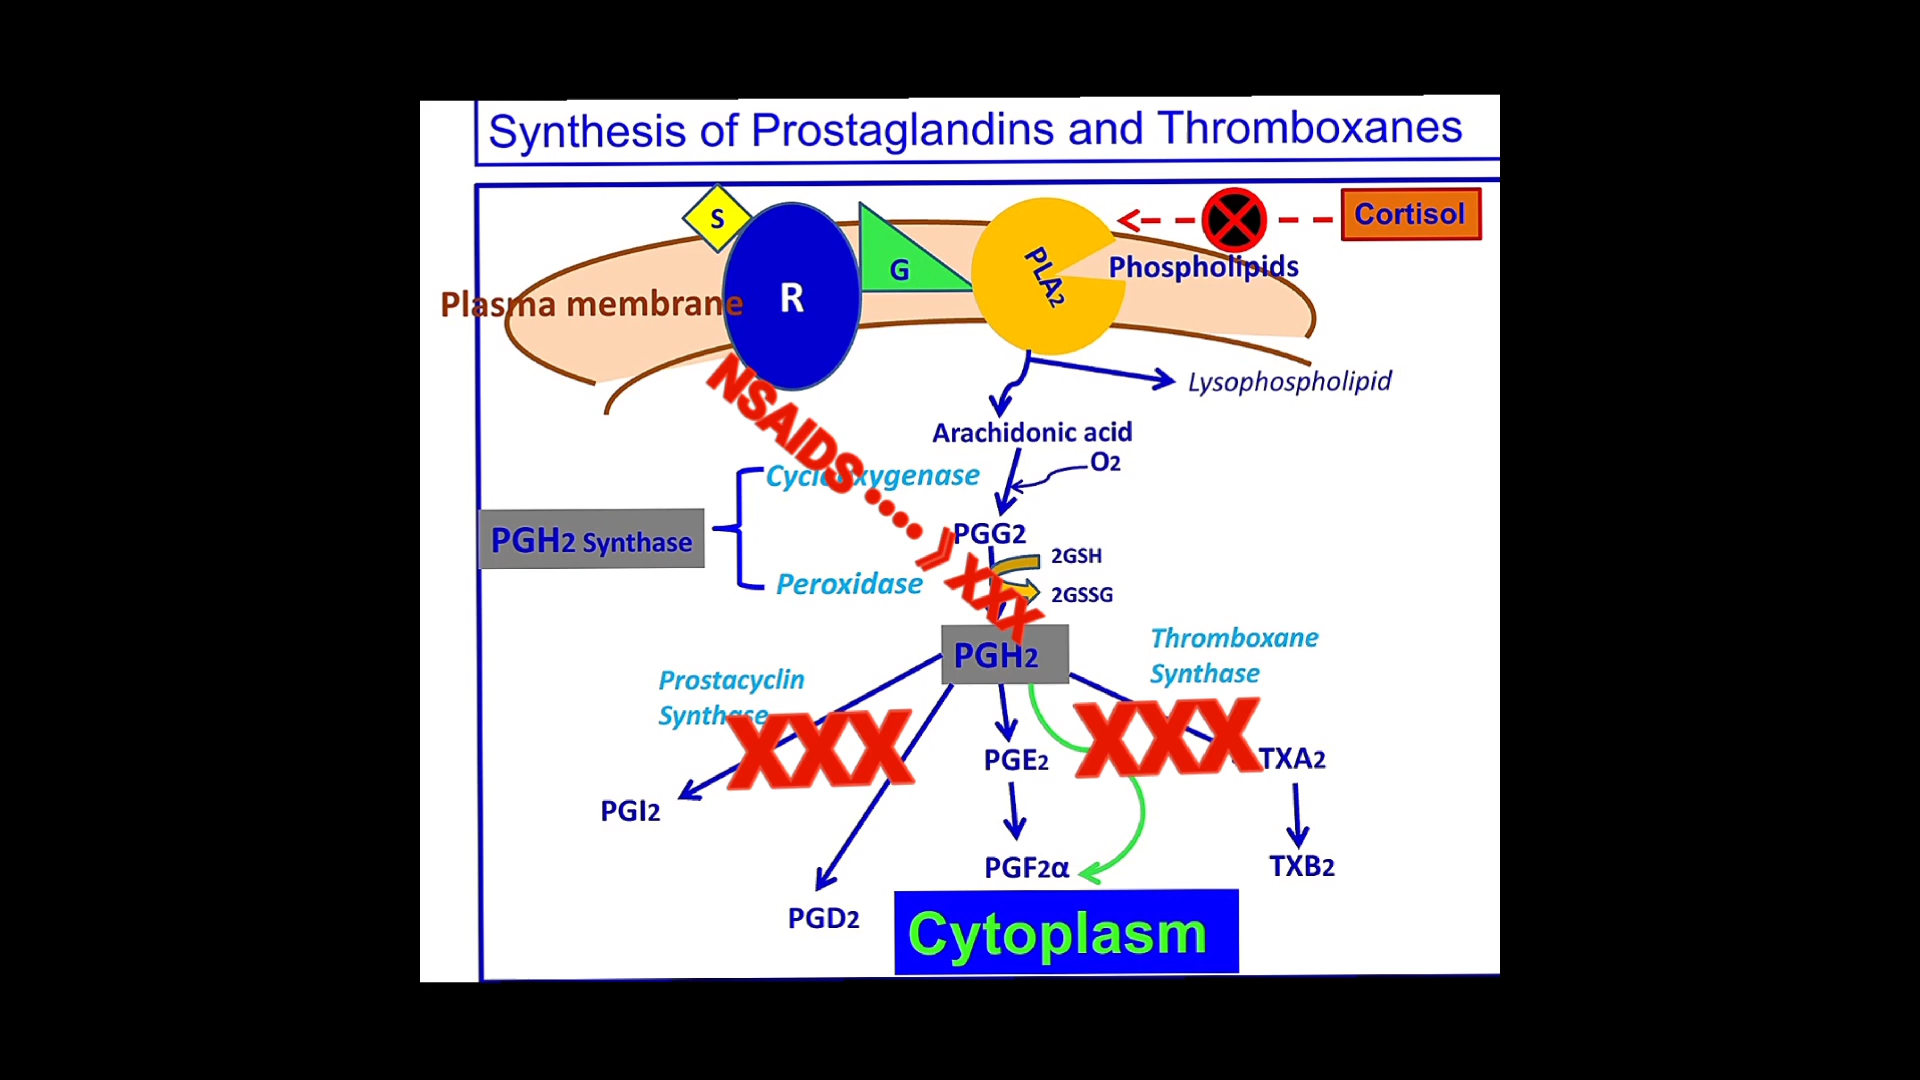 Synthesis of Prostaglandins and Thromboxanes
S
Cortisol
R
G
PLA2
Phospholipids
Plasma membrane
Lysophospholipid
NSAIDS ....》XXX
Arachidonic acid
O2
Cyclooxygenase
PGG2
PGH2 Synthase
2GSH
Peroxidase
2GSSG
PGH2
Thromboxane
Synthase
Prostacyclin
Synthase
XXX
XXX
PGE2
TXA2
PGI2
PGF2α
TXB2
PGD2
Cytoplasm